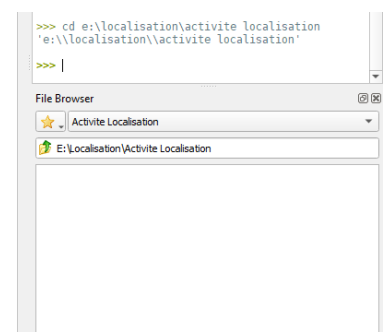 >>> cd e:\localisation\activite localisation
'e:\\localisation\\activite localisation'
>>>
File Browser
Activite Localisation
E:\Localisation\Activite Localisation